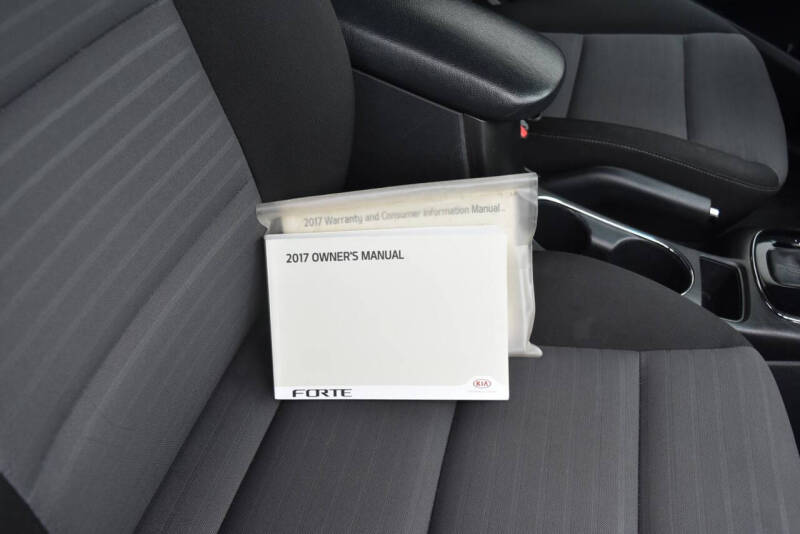 2017 Warranty and Consumer Information Manual
2017 OWNER'S MANUAL
FORTE
KIA